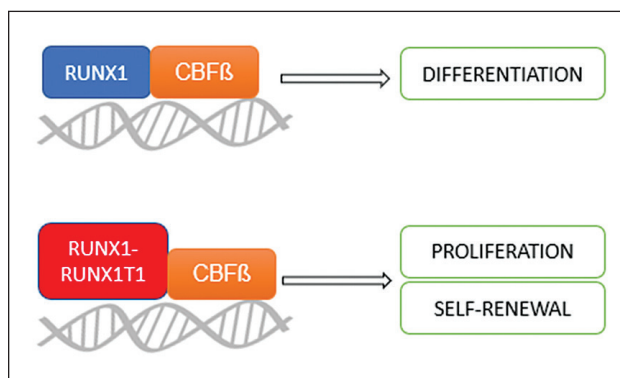 RUNX1
CBFß
DIFFERENTIATION
RUNX1-
RUNX1T1
CBFß
PROLIFERATION
SELF-RENEWAL